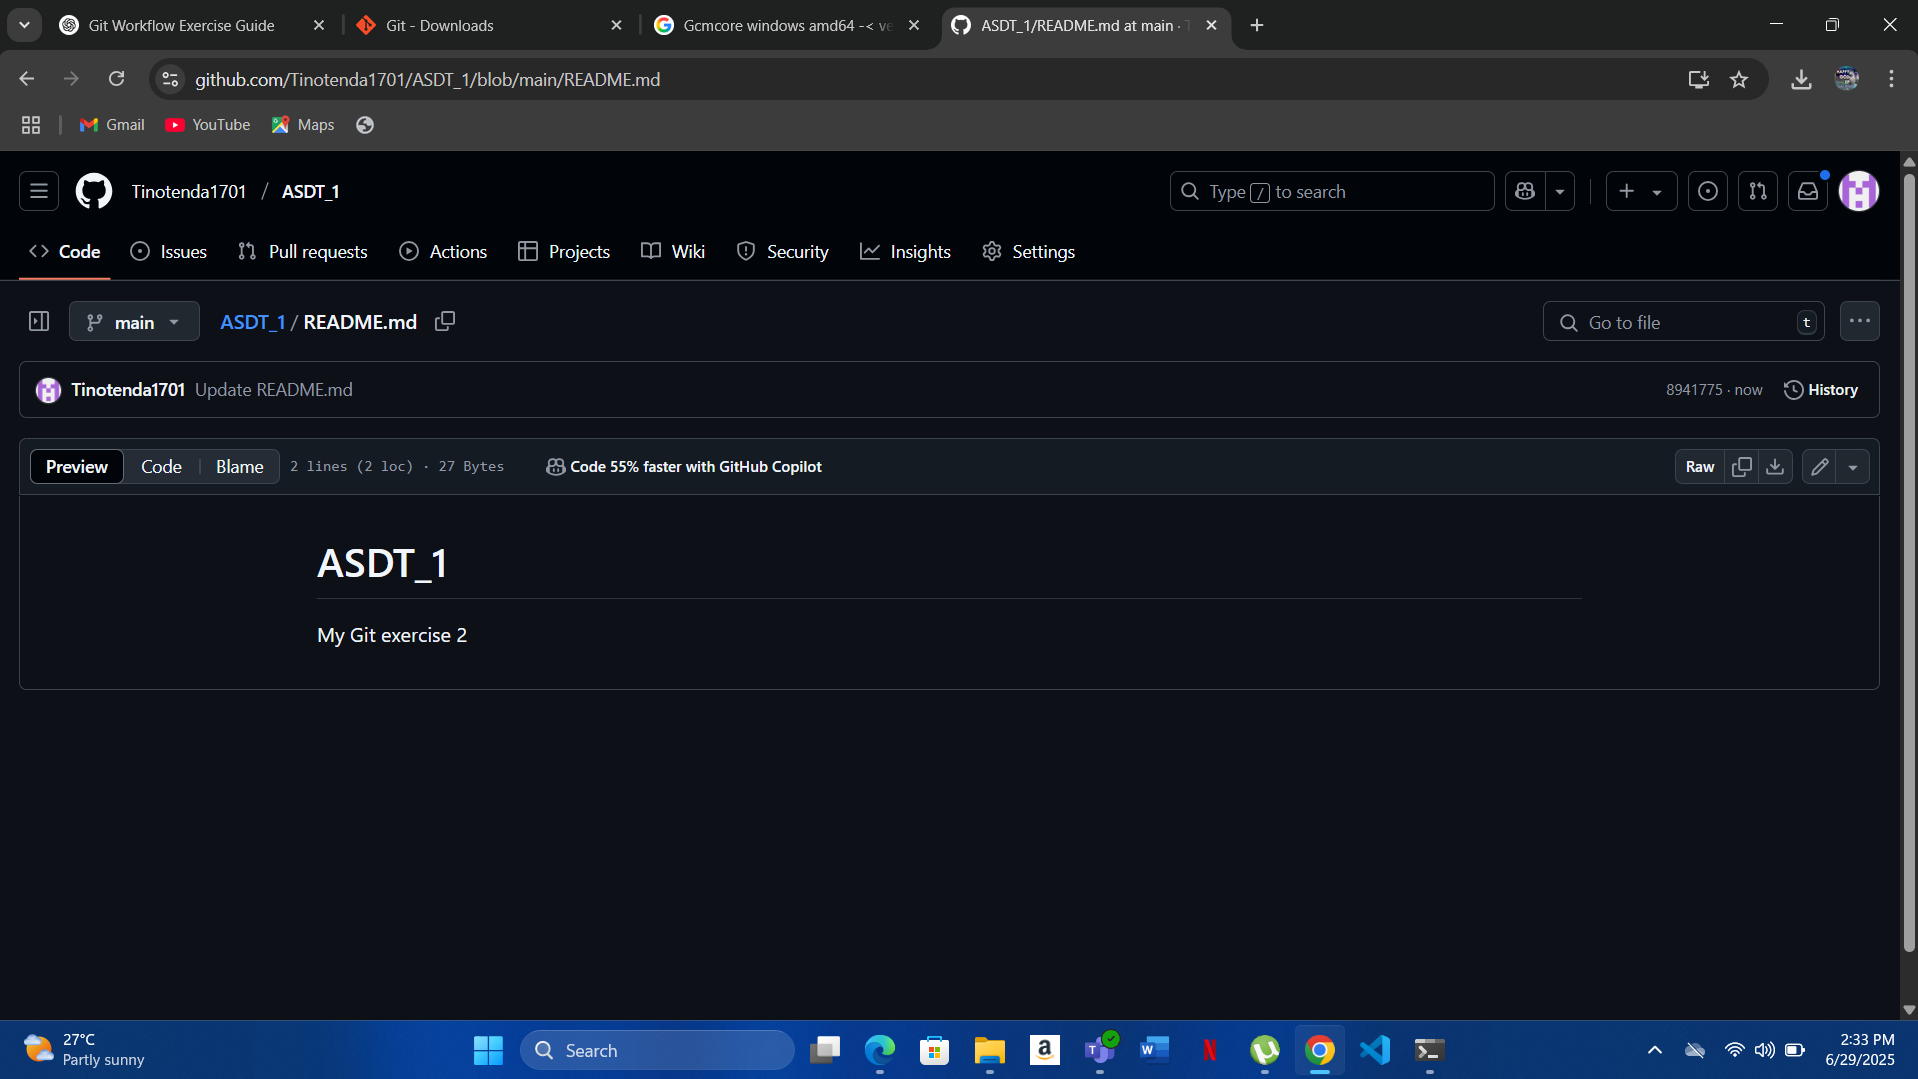 Git Workflow Exercise Guide
Git - Downloads
Gcmcore windows amd64 -< ve
ASDT_1/README.md at main ·
github.com/Tinotenda1701/ASDT_1/blob/main/README.md
Gmail
YouTube
Maps
Tinotenda1701 / ASDT_1
Type / to search
Code
Issues
Pull requests
Actions
Projects
Wiki
Security
Insights
Settings
main
ASDT_1 / README.md
Go to file
t
Tinotenda1701 Update README.md
8941775 · now
History
Preview
Code
Blame
2 lines (2 loc) · 27 Bytes
Code 55% faster with GitHub Copilot
Raw
ASDT_1
My Git exercise 2
27°C
Partly sunny
Search
2:33 PM
6/29/2025